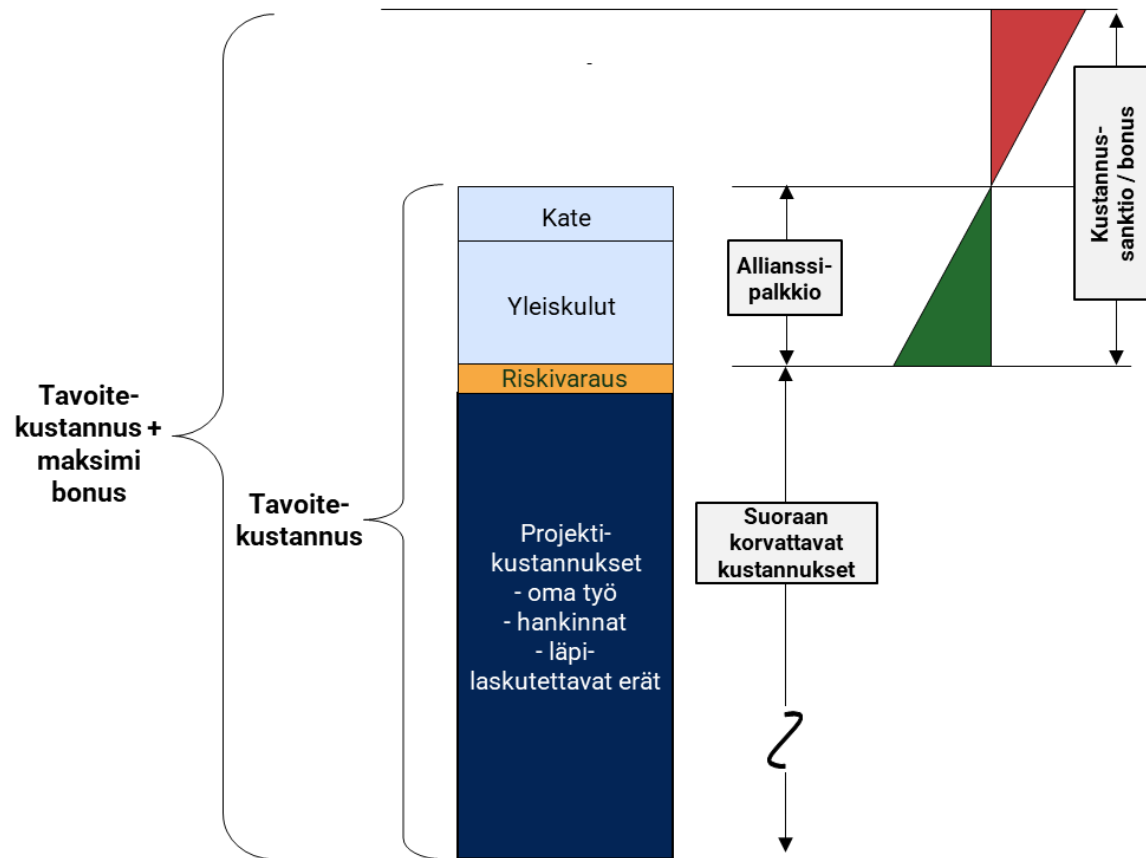 Tavoite-
kustannus +
maksimi
bonus
Tavoite-
kustannus
Kate
Yleiskulut
Riskivaraus
Projekti-
kustannukset
- oma työ
- hankinnat
- läpi-
laskutettavat erät
Allianssi-
palkkio
Suoraan
korvattavat
kustannukset
Kustannus-
sanktio / bonus